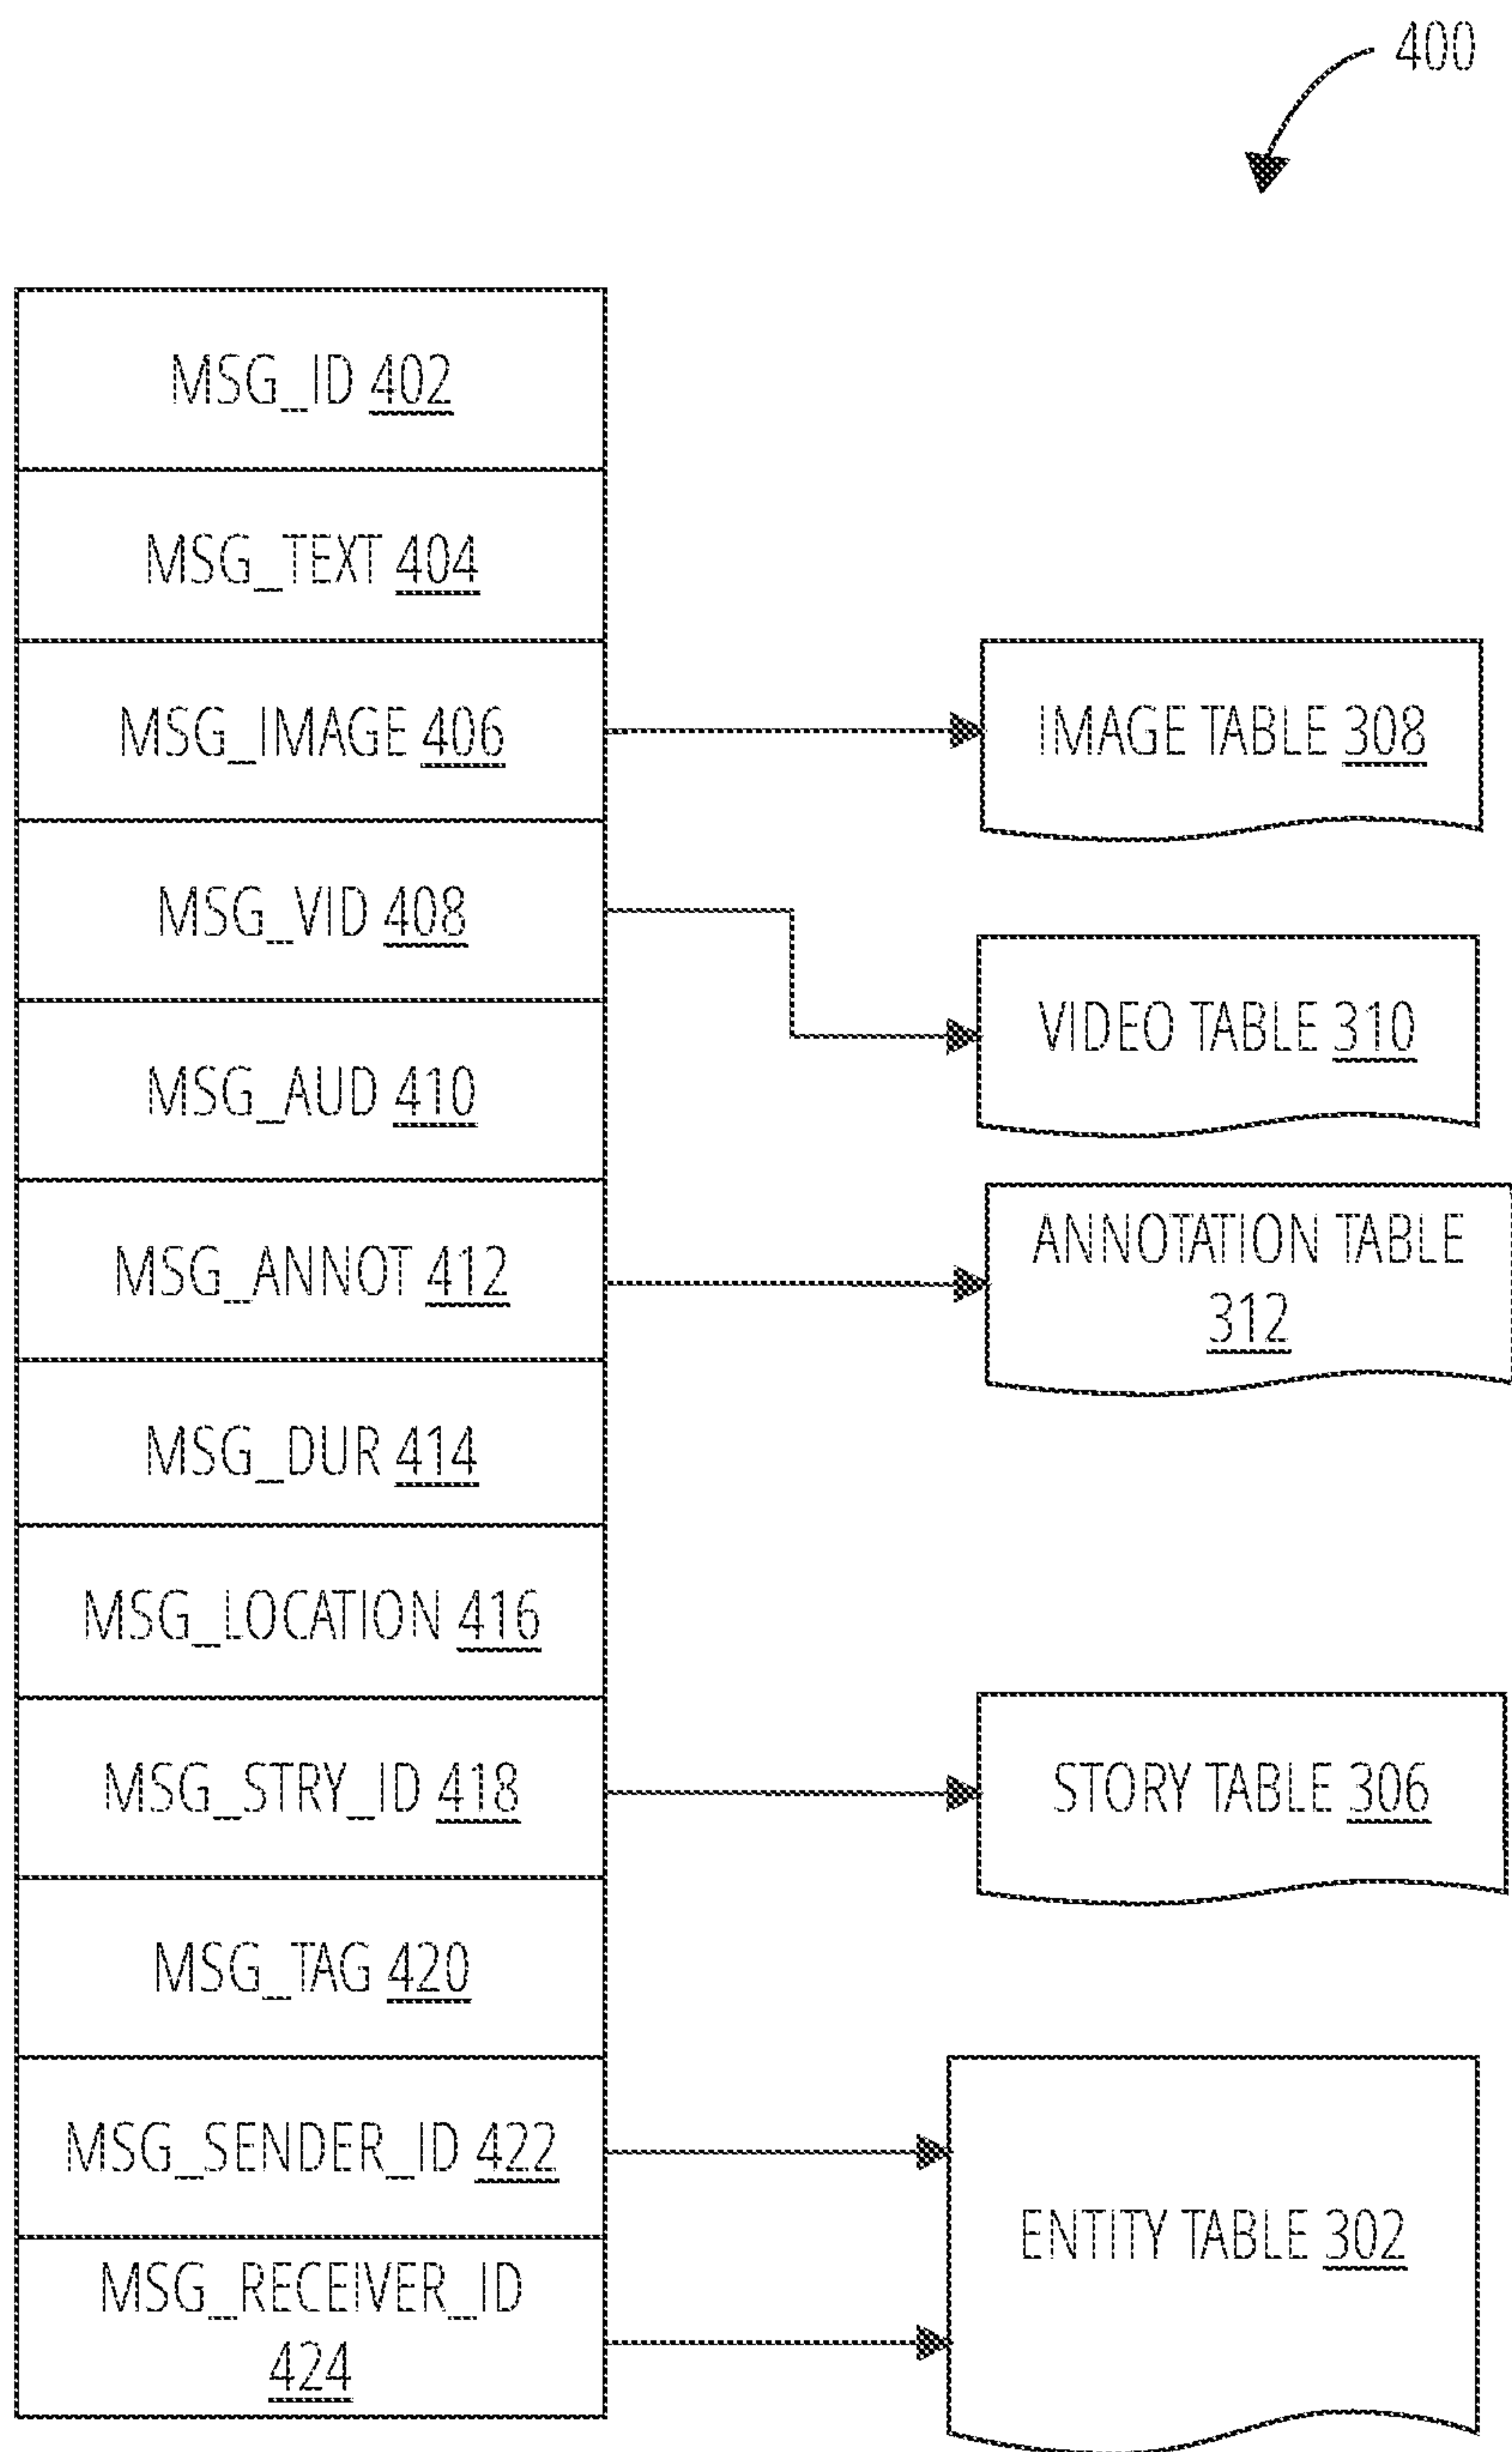 400
MSG_ID 402
MSG_TEXT 404
MSG_IMAGE 406
IMAGE TABLE 308
MSG_VID 408
VIDEO TABLE 310
MSG_AUD 410
MSG_ANNOT 412
ANNOTATION TABLE
312
MSG_DUR 414
MSG_LOCATION 416
MSG_STRY_ID 418
STORY TABLE 306
MSG_TAG 420
MSG_SENDER_ID 422
ENTITY TABLE 302
MSG_RECEIVER_ID
424